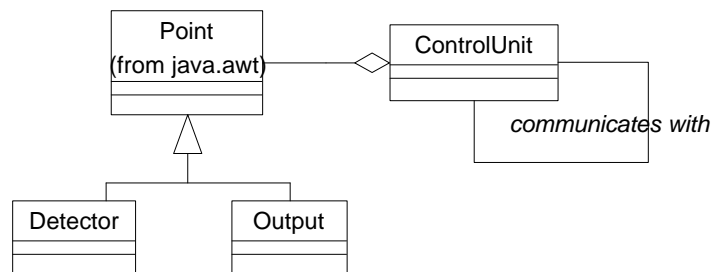 Point
(from java.awt)
ControlUnit
communicates with
Detector
Output